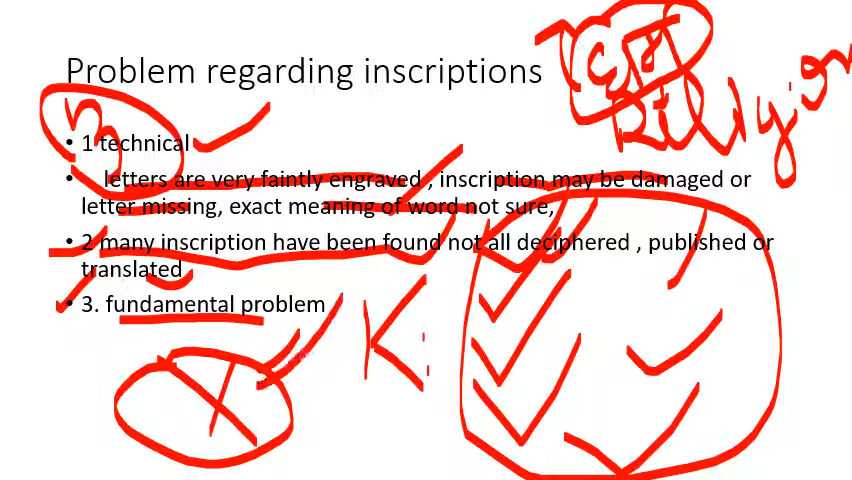 Problem regarding inscriptions
• 1 technical
• letters are very faintly engraved , inscription may be damaged or
letter missing, exact meaning of word not sure,
• 2 many inscription have been found not all deciphered , published or
translated
• 3. fundamental problem
3
K